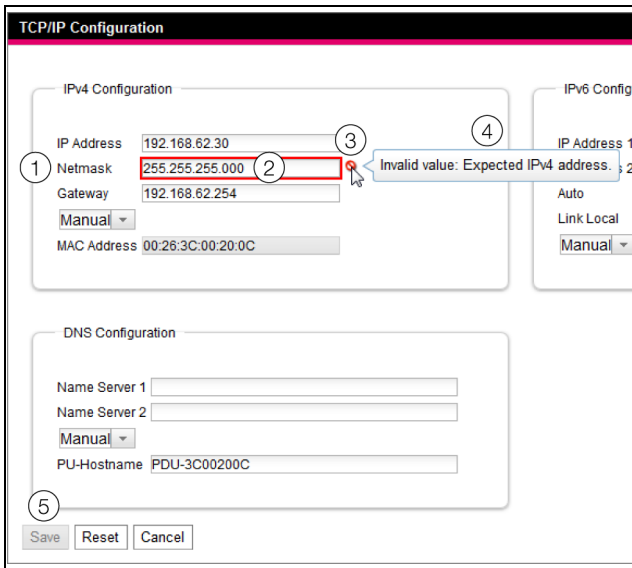 TCP/IP Configuration
IPv4 Configuration
IP Address 192.168.62.30 3
1 Netmask 255.255.255.000 2
Gateway 192.168.62.254
Manual
MAC Address 00:26:3C:00:20:0C
4
Invalid value: Expected IPv4 address.
IPv6 Config
IP Address 1
2
Auto
Link Local
Manual
DNS Configuration
Name Server 1
Name Server 2
Manual
PU-Hostname PDU-3C00200C
5
Save Reset Cancel